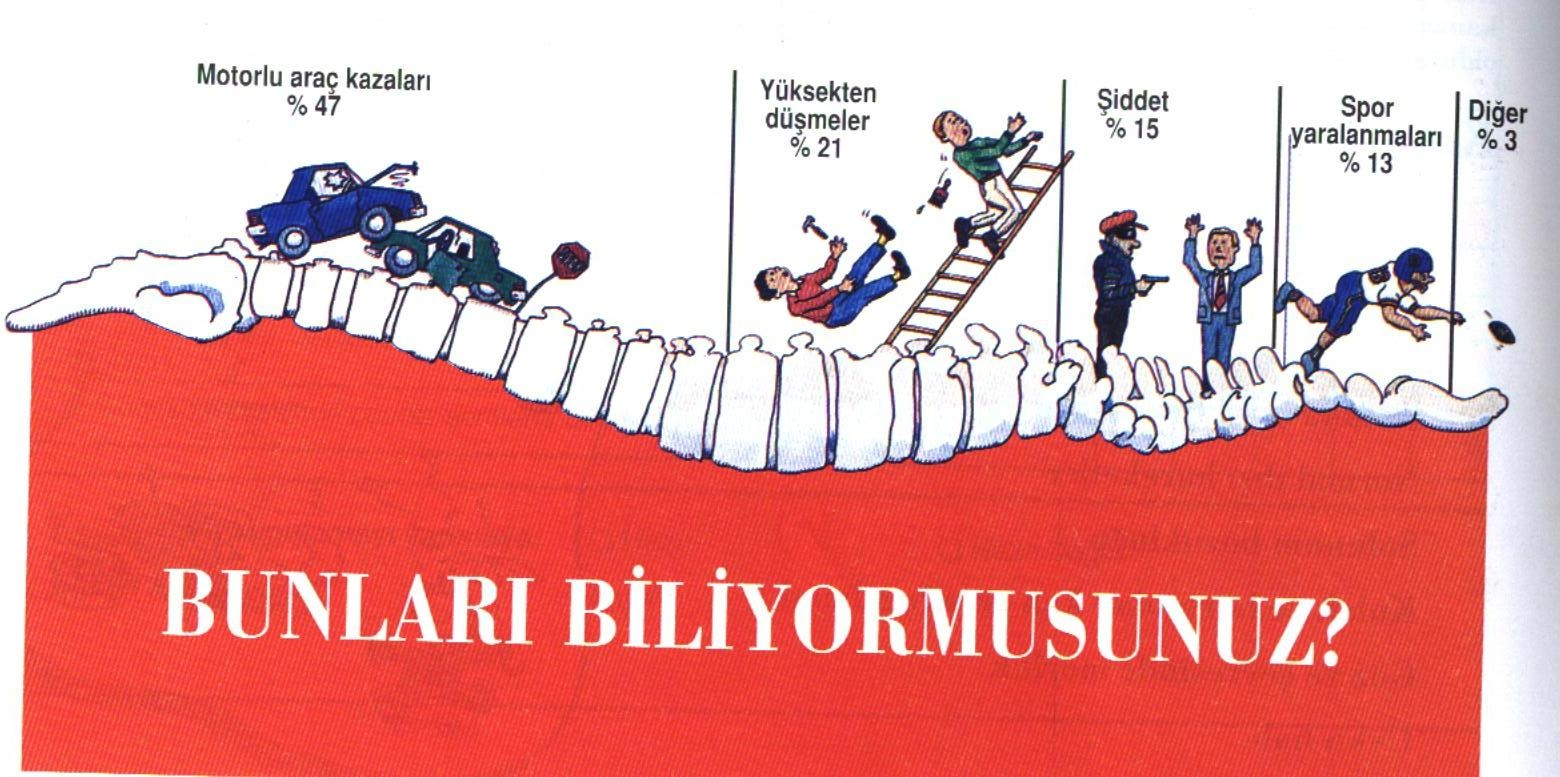 Motorlu araç kazaları
% 47
Yüksekten
düşmeler
% 21
Şiddet
% 15
Spor
yaralanmaları
% 13
Diğer
% 3
BUNLARI BİLİYORMUSUNUZ?